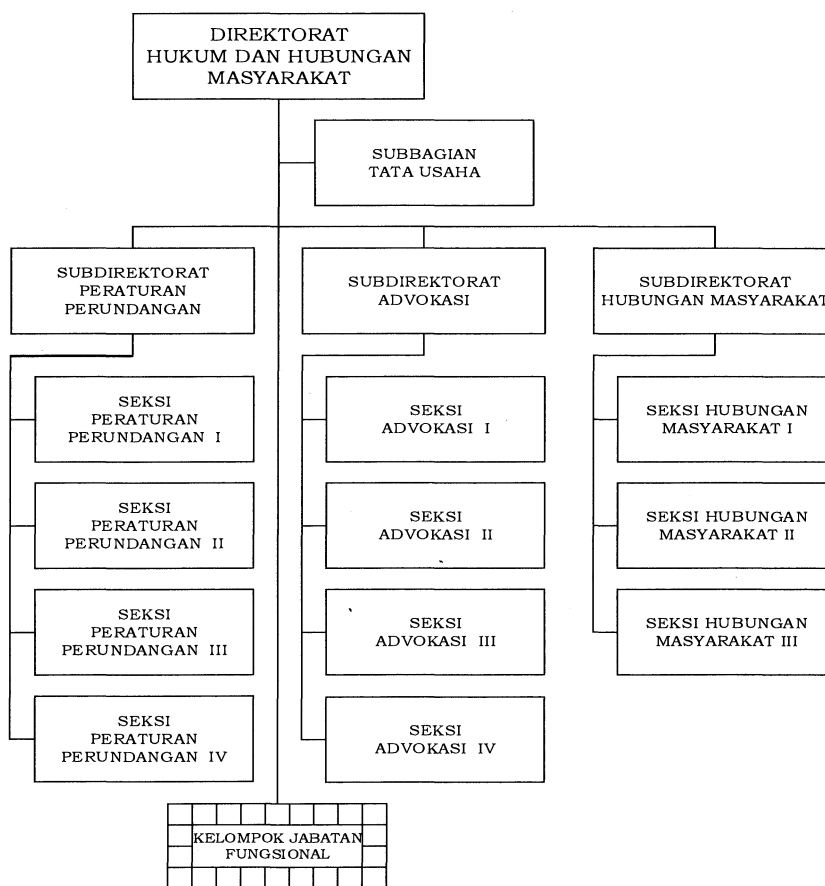 DIREKTORAT
HUKUM DAN HUBUNGAN
MASYARAKAT
SUBBAGIAN
TATA USAHA
SUBDIREKTORAT
PERATURAN
PERUNDANGAN
SUBDIREKTORAT
ADVOKASI
SUBDIREKTORAT
HUBUNGAN MASYARAKAT
SEKSI
PERATURAN
PERUNDANGAN I
SEKSI
ADVOKASI I
SEKSI HUBUNGAN
MASYARAKAT I
SEKSI
PERATURAN
PERUNDANGAN II
SEKSI
ADVOKASI II
SEKSI HUBUNGAN
MASYARAKAT II
SEKSI
PERATURAN
PERUNDANGAN III
SEKSI
ADVOKASI III
SEKSI HUBUNGAN
MASYARAKAT III
SEKSI
PERATURAN
PERUNDANGAN IV
SEKSI
ADVOKASI IV
KELOMPOK JABATAN
FUNGSIONAL